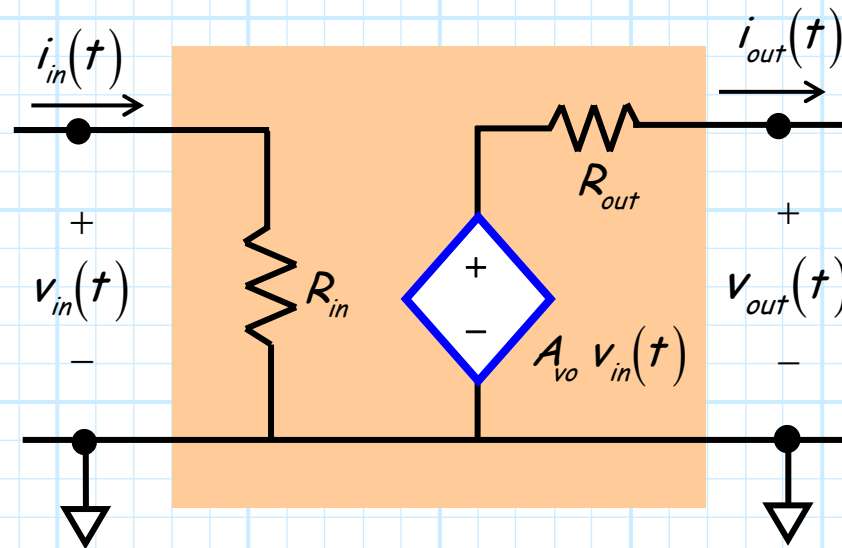 i_in(t)
i_out(t)
R_out
+
+
+
v_in(t)
R_in
v_out(t)
−
A_vo v_in(t)
−
−